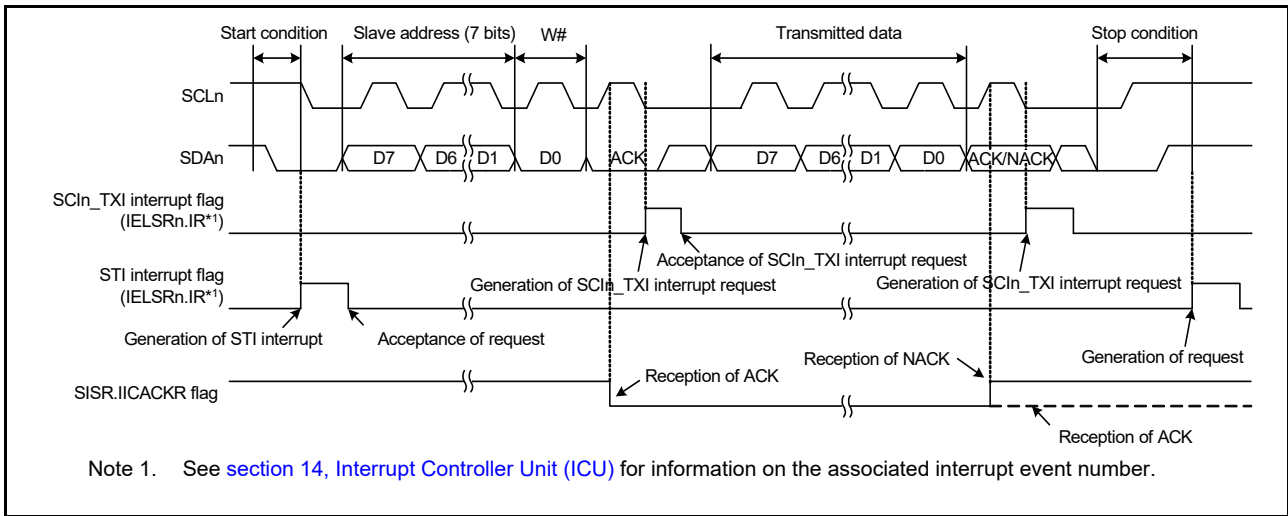 Start condition Slave address (7 bits) W# Transmitted data Stop condition
SCLn
SDAn D7 D6 D1 D0 ACK D7 D6 D1 D0 ACK/NACK
SCIn_TXI interrupt flag
(IELSRn.IR*1)
Acceptance of SCIn_TXI interrupt request
STI interrupt flag
(IELSRn.IR*1)
Generation of SCIn_TXI interrupt request Generation of SCIn_TXI interrupt request
Generation of STI interrupt Acceptance of request
Generation of request
Reception of NACK
Reception of ACK
SISR.IICACKR flag
Reception of ACK
Note 1. See section 14, Interrupt Controller Unit (ICU) for information on the associated interrupt event number.